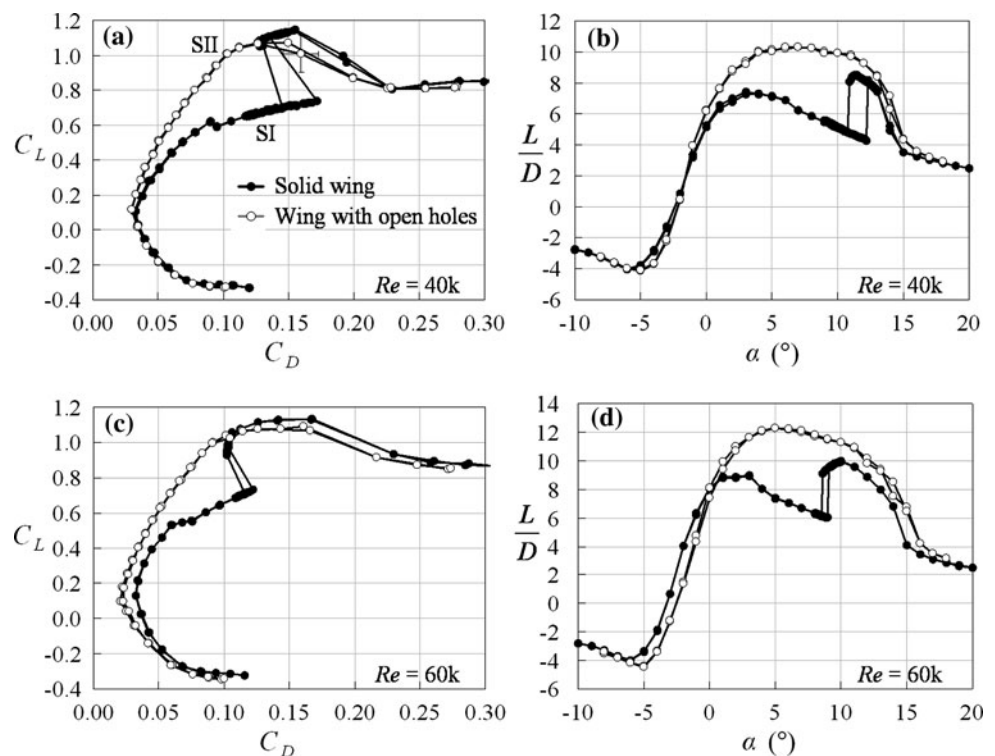 (a)
1.2
1.0
0.8
0.6
0.4
0.2
0.0
-0.2
-0.4
C_L
SII
SI
Solid wing
Wing with open holes
Re = 40k
0.00 0.05 0.10 0.15 0.20 0.25 0.30
C_D
(b)
12
10
8
6
4
2
0
-2
-4
-6
L
D
Re = 40k
-10 -5 0 5 10 15 20
α (°)
(c)
1.2
1.0
0.8
0.6
0.4
0.2
0.0
-0.2
-0.4
C_L
Re = 60k
0.00 0.05 0.10 0.15 0.20 0.25 0.30
C_D
(d)
14
12
10
8
6
4
2
0
-2
-4
-6
L
D
Re = 60k
-10 -5 0 5 10 15 20
α (°)